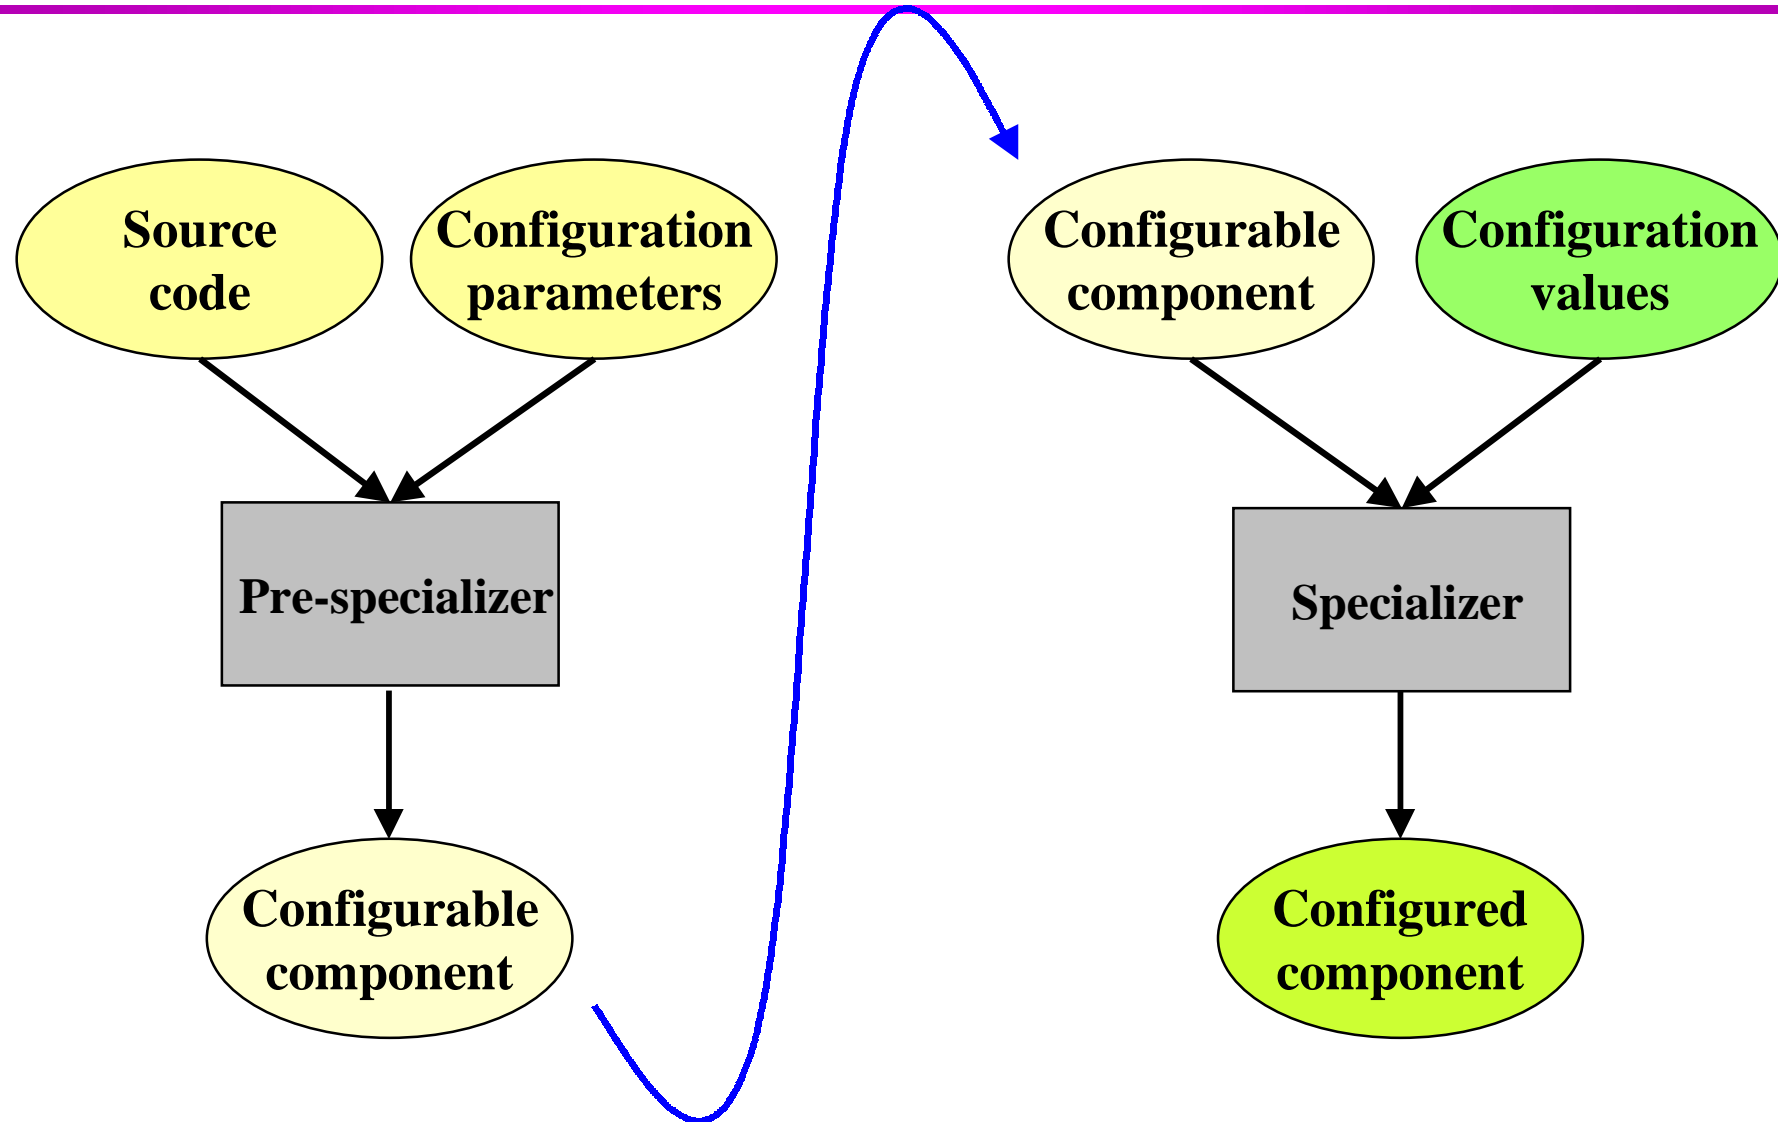 Source
code
Configuration
parameters
Configurable
component
Configuration
values
Pre-specializer
Specializer
Configurable
component
Configured
component